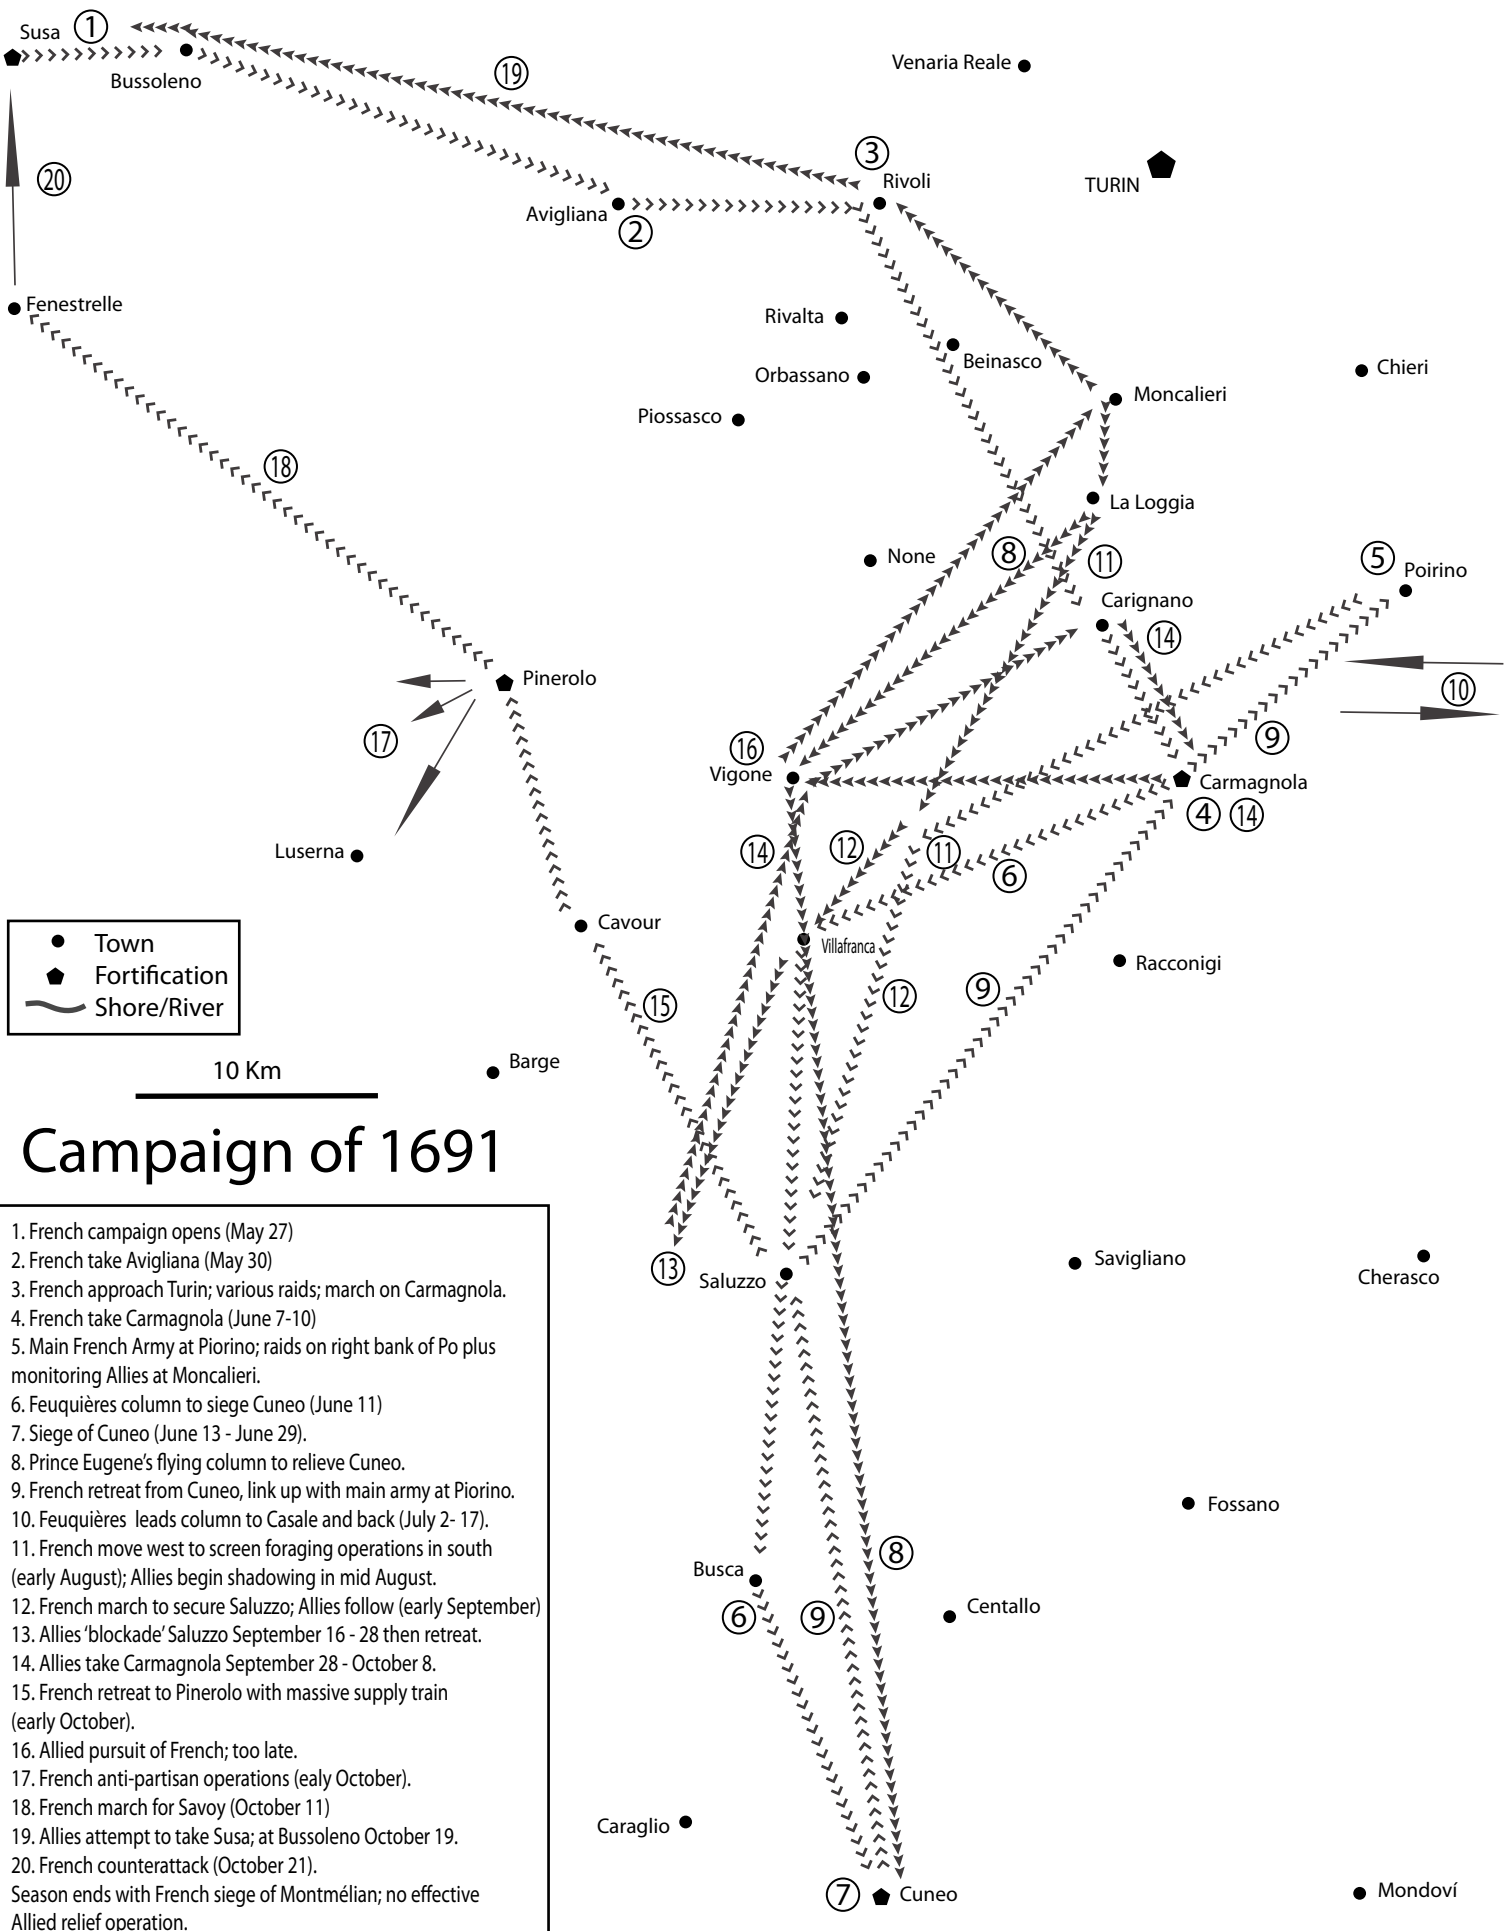 Susa
①
Bussoleno
⑲
Venaria Reale
③
Rivoli
TURIN
⑳
Avigliana
②
Fenestrelle
Rivalta
Beinasco
Orbassano
Chieri
Moncalieri
Piossasco
⑱
La Loggia
None
⑧
⑪
⑤
Poirino
Carignano
⑭
Pinerolo
⑩
⑰
⑯
⑨
Vigone
Carmagnola
④ ⑭
Luserna
⑭
⑫
⑪
⑥
Cavour
Villafranca
Town
Fortification
Shore/River
Racconigi
⑮
⑫
⑨
10 Km
Barge
Campaign of 1691
⑬
Saluzzo
Savigliano
Cherasco
1. French campaign opens (May 27)
2. French take Avigliana (May 30)
3. French approach Turin; various raids; march on Carmagnola.
4. French take Carmagnola (June 7-10)
5. Main French Army at Piorino; raids on right bank of Po plus
monitoring Allies at Moncalieri.
6. Feuquières column to siege Cuneo (June 11)
7. Siege of Cuneo (June 13 - June 29).
8. Prince Eugene's flying column to relieve Cuneo.
9. French retreat from Cuneo, link up with main army at Piorino.
10. Feuquières leads column to Casale and back (July 2- 17).
11. French move west to screen foraging operations in south
(early August); Allies begin shadowing in mid August.
12. French march to secure Saluzzo; Allies follow (early September)
13. Allies 'blockade' Saluzzo September 16 - 28 then retreat.
14. Allies take Carmagnola September 28 - October 8.
15. French retreat to Pinerolo with massive supply train
(early October).
16. Allied pursuit of French; too late.
17. French anti-partisan operations (ealy October).
18. French march for Savoy (October 11)
19. Allies attempt to take Susa; at Bussoleno October 19.
20. French counterattack (October 21).
Season ends with French siege of Montmélian; no effective
Allied relief operation.
Fossano
⑧
Busca
⑥
⑨
Centallo
Caraglio
⑦
Cuneo
Mondoví